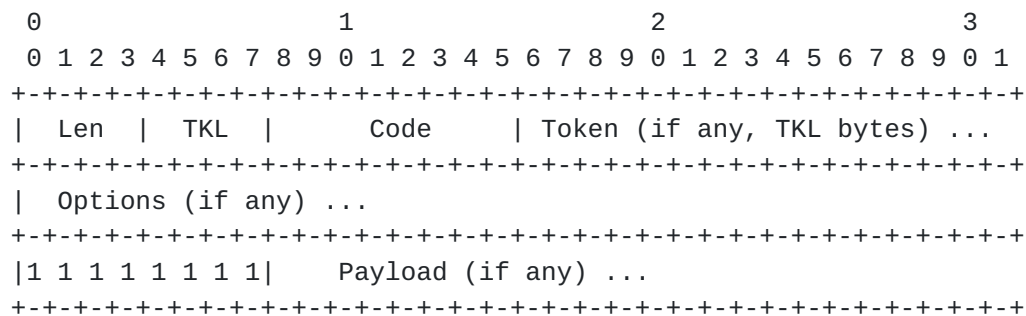 0                   1                   2                   3
 0 1 2 3 4 5 6 7 8 9 0 1 2 3 4 5 6 7 8 9 0 1 2 3 4 5 6 7 8 9 0 1
+-+-+-+-+-+-+-+-+-+-+-+-+-+-+-+-+-+-+-+-+-+-+-+-+-+-+-+-+-+-+-+-+
|  Len  |  TKL  |      Code     | Token (if any, TKL bytes) ...
+-+-+-+-+-+-+-+-+-+-+-+-+-+-+-+-+-+-+-+-+-+-+-+-+-+-+-+-+-+-+-+-+
|  Options (if any) ...
+-+-+-+-+-+-+-+-+-+-+-+-+-+-+-+-+-+-+-+-+-+-+-+-+-+-+-+-+-+-+-+-+
|1 1 1 1 1 1 1 1|    Payload (if any) ...
+-+-+-+-+-+-+-+-+-+-+-+-+-+-+-+-+-+-+-+-+-+-+-+-+-+-+-+-+-+-+-+-+